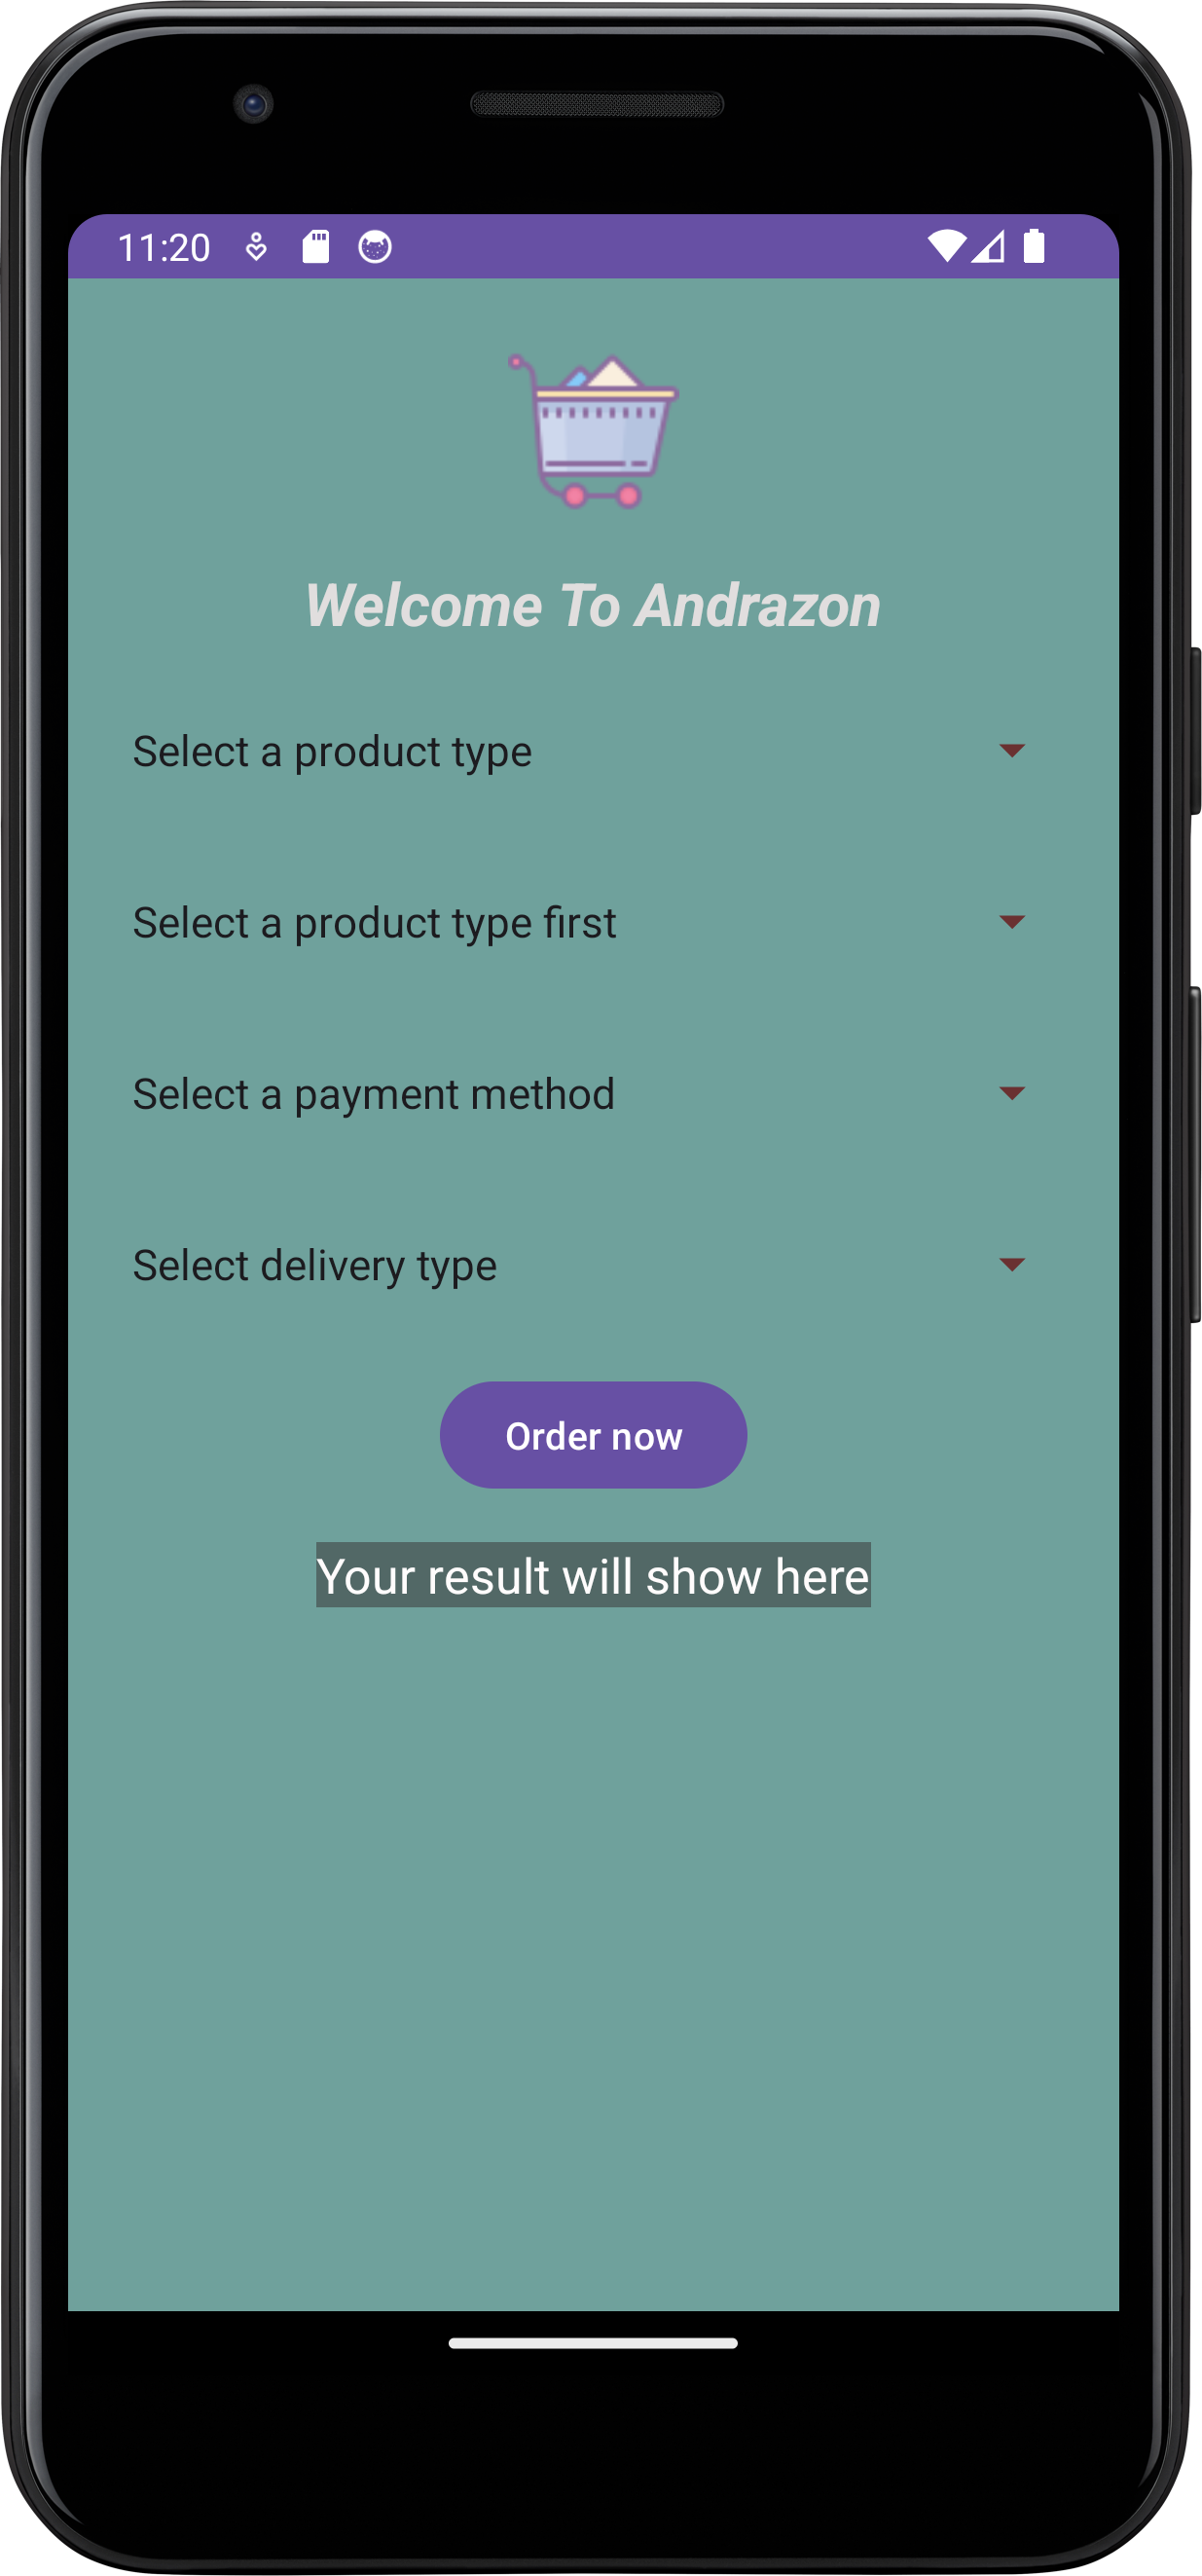 11:20
Welcome To Andrazon
Select a product type
Select a product type first
Select a payment method
Select delivery type
Order now
Your result will show here